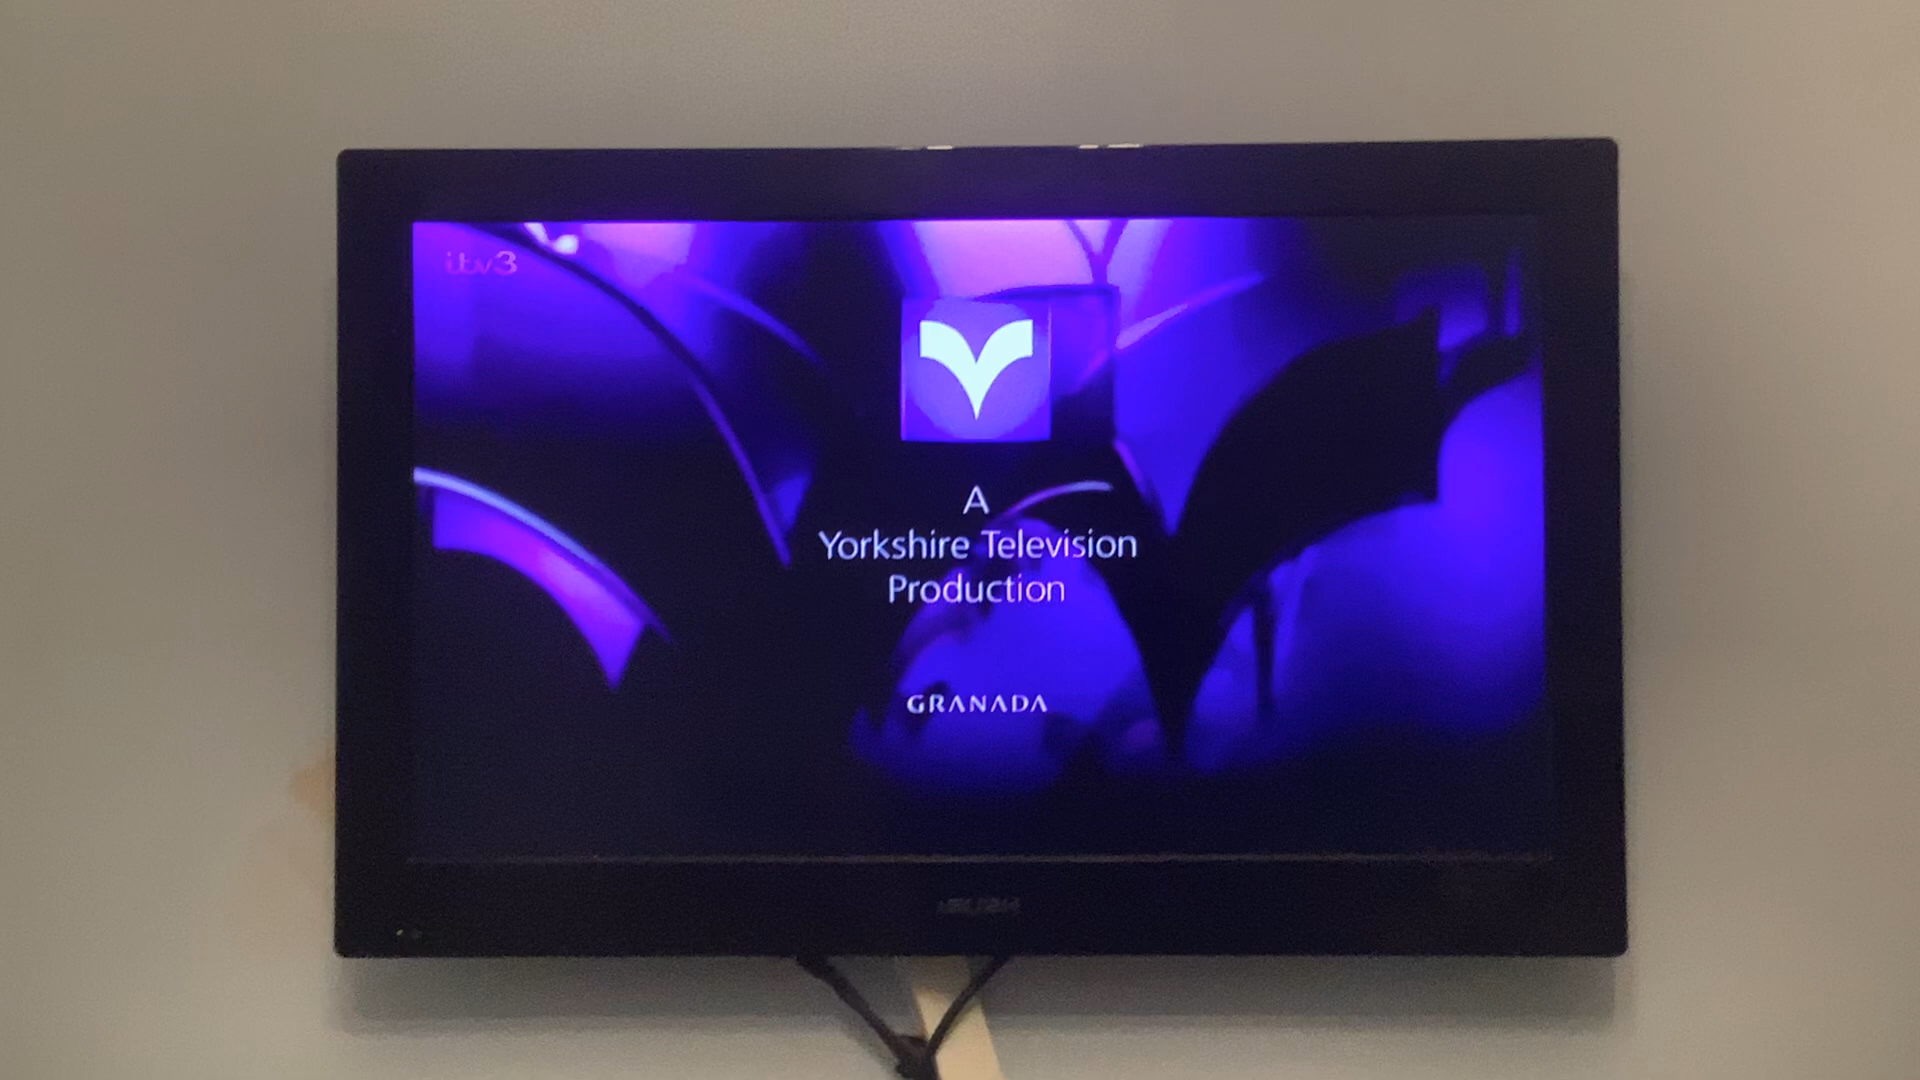 itv3
A
Yorkshire Television
Production
GRANADA